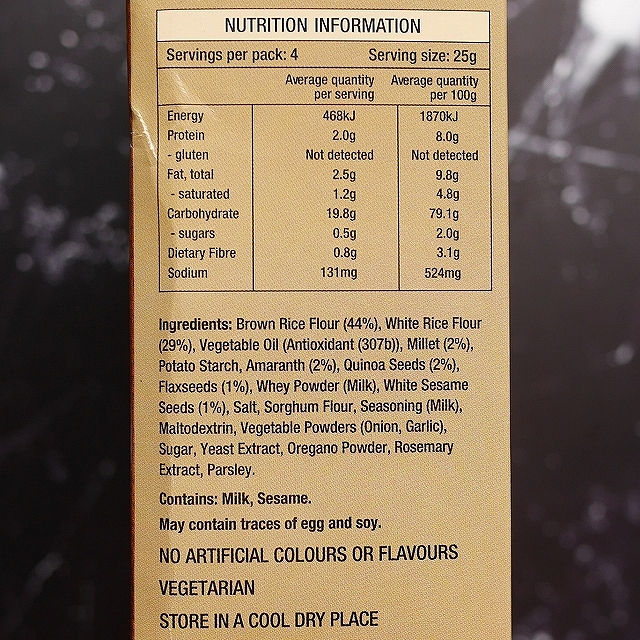 NUTRITION INFORMATION
Servings per pack: 4 Serving size: 25g
Average quantity Average quantity
per serving per 100g
Energy 468kJ 1870kJ
Protein 2.0g 8.0g
- gluten Not detected Not detected
Fat, total 2.5g 9.8g
- saturated 1.2g 4.8g
Carbohydrate 19.8g 79.1g
- sugars 0.5g 2.0g
Dietary Fibre 0.8g 3.1g
Sodium 131mg 524mg
Ingredients: Brown Rice Flour (44%), White Rice Flour
(29%), Vegetable Oil (Antioxidant (307b)), Millet (2%),
Potato Starch, Amaranth (2%), Quinoa Seeds (2%),
Flaxseeds (1%), Whey Powder (Milk), White Sesame
Seeds (1%), Salt, Sorghum Flour, Seasoning (Milk),
Maltodextrin, Vegetable Powders (Onion, Garlic),
Sugar, Yeast Extract, Oregano Powder, Rosemary
Extract, Parsley.
Contains: Milk, Sesame.
May contain traces of egg and soy.
NO ARTIFICIAL COLOURS OR FLAVOURS
VEGETARIAN
STORE IN A COOL DRY PLACE